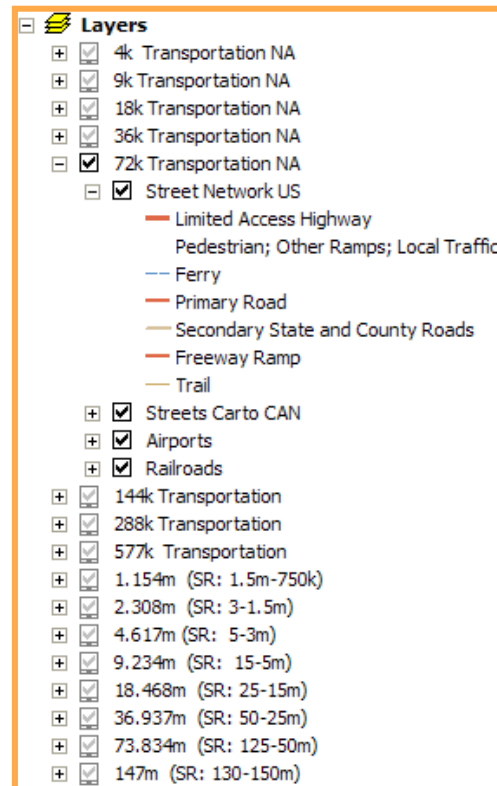 Layers
4k Transportation NA
9k Transportation NA
18k Transportation NA
36k Transportation NA
72k Transportation NA
Street Network US
Limited Access Highway
Pedestrian; Other Ramps; Local Traffic
Ferry
Primary Road
Secondary State and County Roads
Freeway Ramp
Trail
Streets Carto CAN
Airports
Railroads
144k Transportation
288k Transportation
577k Transportation
1.154m (SR: 1.5m-750k)
2.308m (SR: 3-1.5m)
4.617m (SR: 5-3m)
9.234m (SR: 15-5m)
18.468m (SR: 25-15m)
36.937m (SR: 50-25m)
73.834m (SR: 125-50m)
147m (SR: 130-150m)